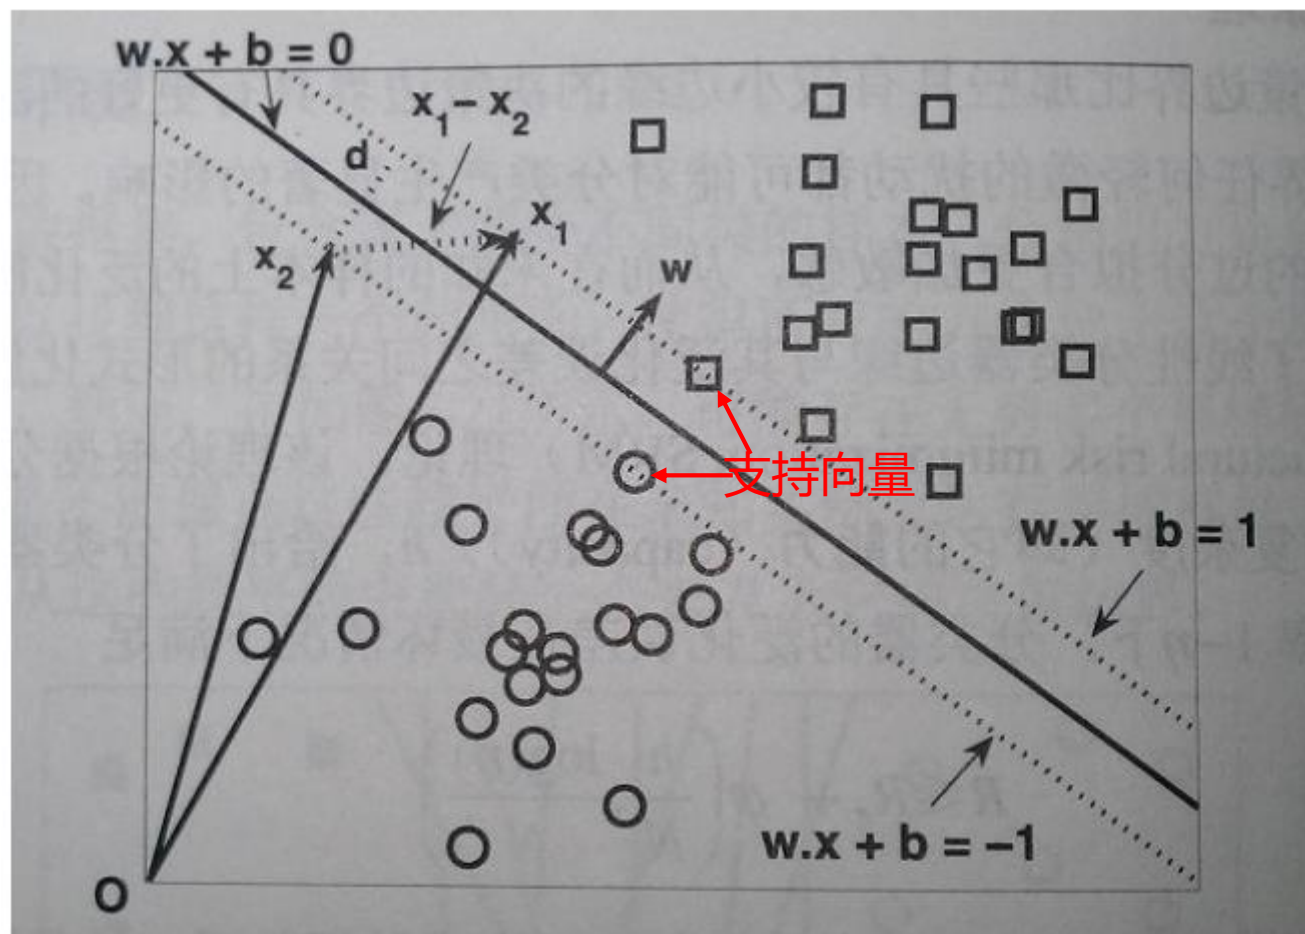 w.x + b = 0
x₁ – x₂
d
x₁
x₂
w
支持向量
w.x + b = 1
w.x + b = –1
O